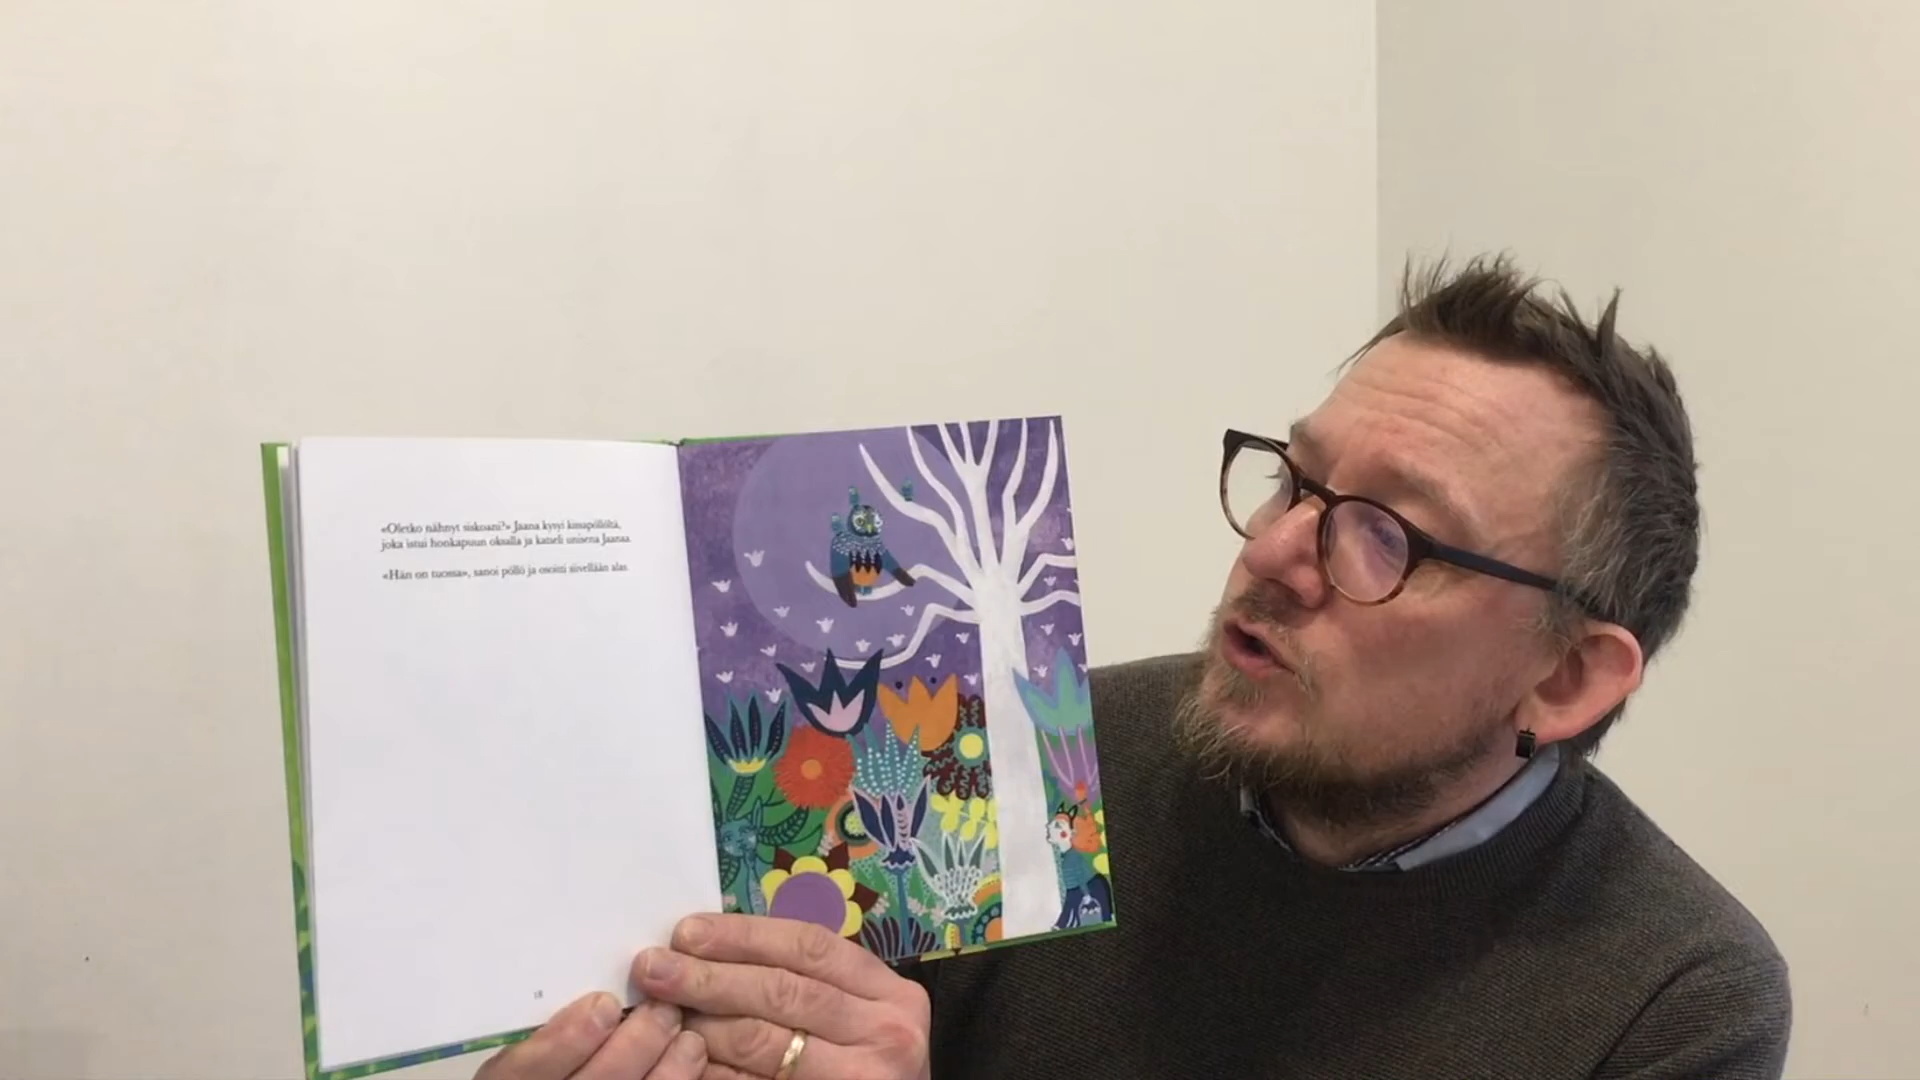 «Oletko nähnyt siskoani?» Jaana kysyi kissapöllöltä,
joka istui honkapuun oksalla ja katseli unisena Jaanaa.
«Hän on tuossa», sanoi pöllö ja osoitti siivellään alas.
18